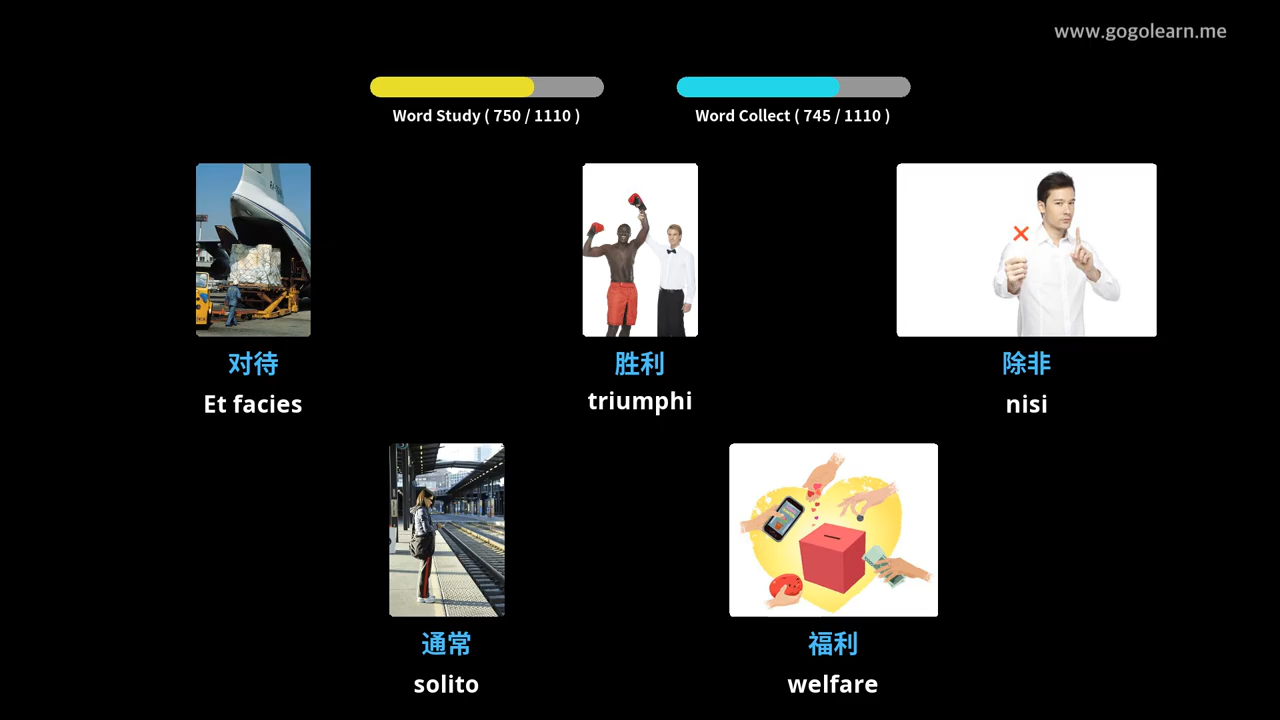 www.gogolearn.me
Word Study ( 750 / 1110 )
Word Collect ( 745 / 1110 )
对待
Et facies
胜利
triumphi
除非
nisi
通常
solito
福利
welfare